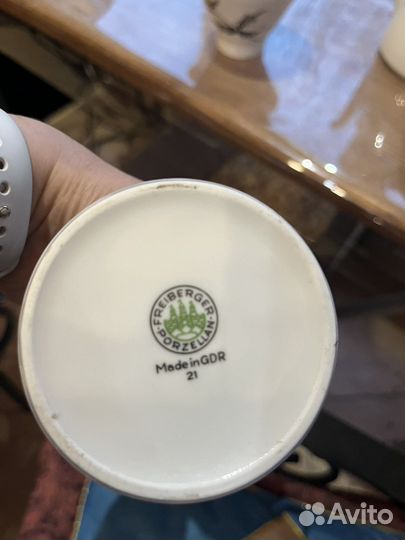 FREIBERGER
PORZELLAN
Made in GDR
21
Avito